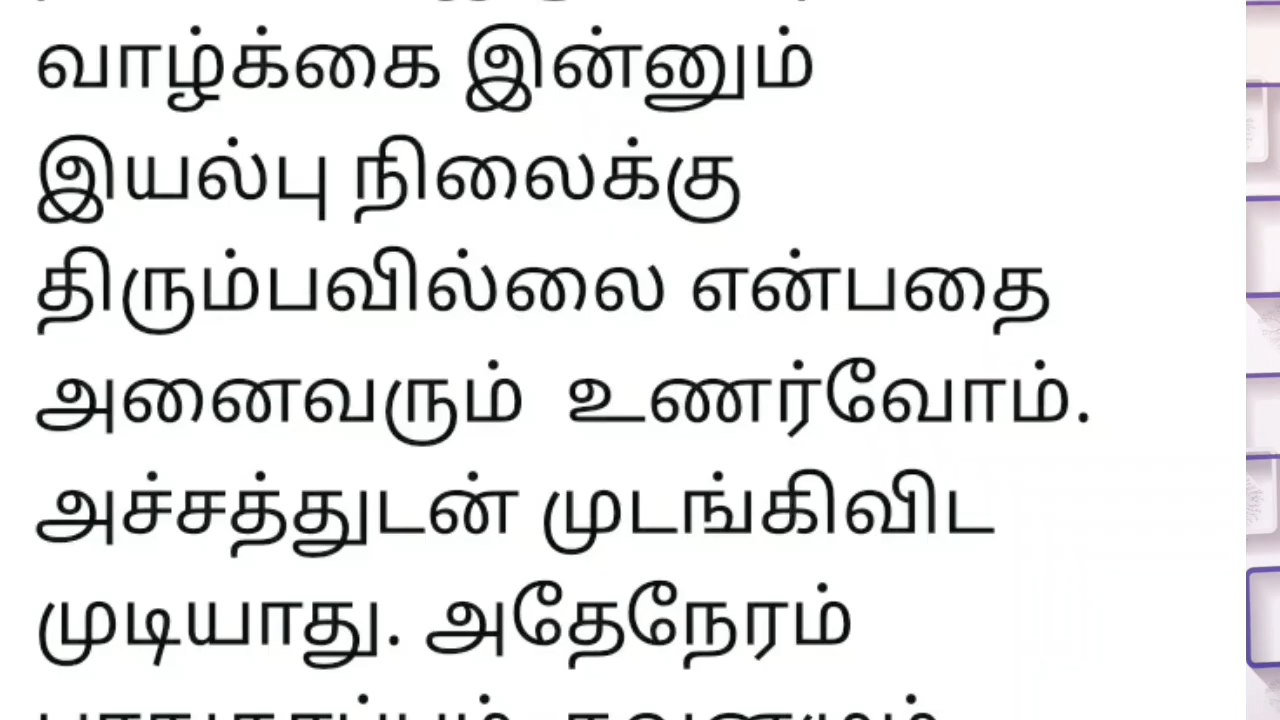 வாழ்க்கை இன்னும்
இயல்பு நிலைக்கு
திரும்பவில்லை என்பதை
அனைவரும் உணர்வோம்.
அச்சத்துடன் முடங்கிவிட
முடியாது. அதேநேரம்